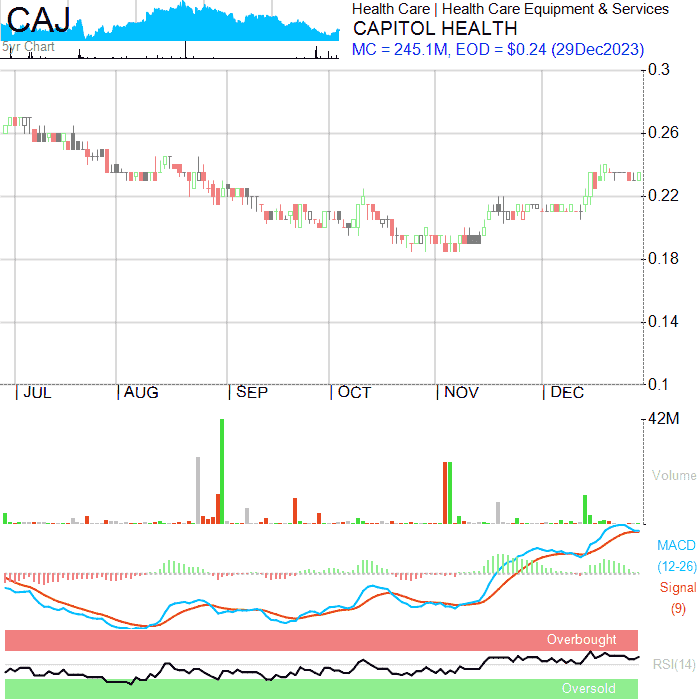 CAJ
5yr Chart
Health Care | Health Care Equipment & Services
CAPITOL HEALTH
MC = 245.1M, EOD = $0.24 (29Dec2023)
0.3
0.26
0.22
0.18
0.14
0.1
| JUL | AUG | SEP | OCT | NOV | DEC
42M
Volume
MACD
(12-26)
Signal
(9)
Overbought
RSI(14)
Oversold